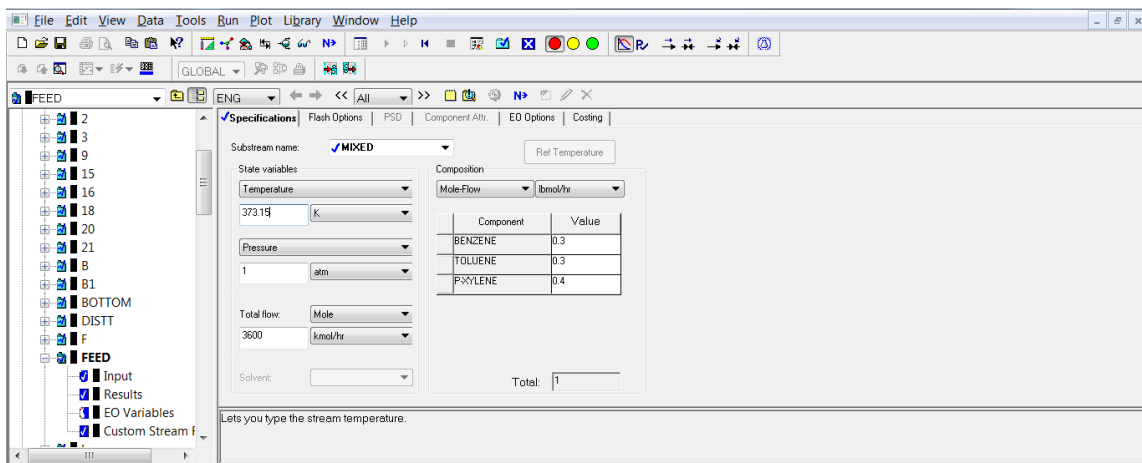 File Edit View Data Tools Run Plot Library Window Help
N>
GLOBAL
FEED ENG << All >> N>
2
3
9
15
16
18
20
21
B
B1
BOTTOM
DISTT
F
FEED
Input
Results
EO Variables
Custom Stream F
Specifications Flash Options PSD Component Attr. EO Options Costing
Substream name: MIXED Ref Temperature
State variables
Temperature
373.15 K
Pressure
1 atm
Total flow: Mole
3600 kmol/hr
Solvent:
Composition
Mole-Flow lbmol/hr
Component Value
BENZENE 0.3
TOLUENE 0.3
P-XYLENE 0.4
Total: 1
Lets you type the stream temperature.